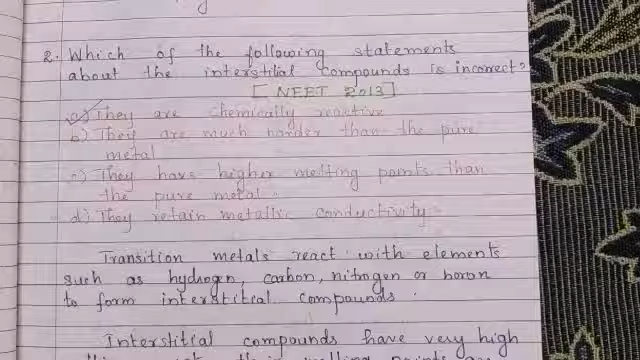 2. Which of the following statements
about the interstitial compounds is incorrect?
[NEET 2013]
a) They are chemically reactive
b) They are much harder than the pure
metal
c) They have higher melting points than
the pure metal.
d) They retain metallic conductivity.
Transition metals react with elements
such as hydrogen, carbon, nitrogen or boron
to form interstitial compounds.
Interstitial compounds have very high